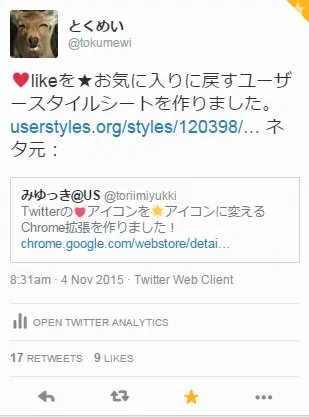 とくめい
@tokumewi
♥likeを★お気に入りに戻すユーザ
ースタイルシートを作りました。
userstyles.org/styles/120398/… ネ
タ元：
みゆっき@US @toriimiyukki
Twitterの♥アイコンを🌟アイコンに変える
Chrome拡張を作りました！
chrome.google.com/webstore/detai…
8:31am · 4 Nov 2015 · Twitter Web Client
OPEN TWITTER ANALYTICS
17 RETWEETS 9 LIKES